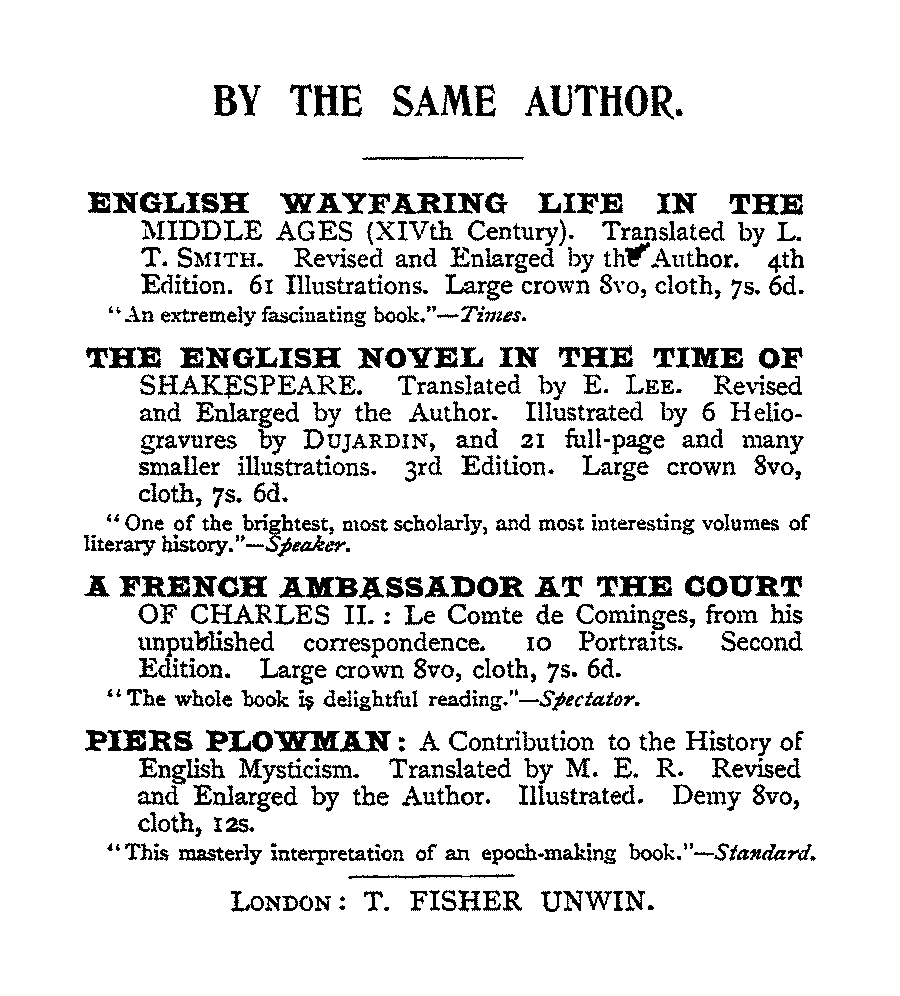 BY THE SAME AUTHOR.
ENGLISH WAYFARING LIFE IN THE
MIDDLE AGES (XIVth Century). Translated by L.
T. SMITH. Revised and Enlarged by the Author. 4th
Edition. 61 Illustrations. Large crown 8vo, cloth, 7s. 6d.
"An extremely fascinating book."—Times.
THE ENGLISH NOVEL IN THE TIME OF
SHAKESPEARE. Translated by E. LEE. Revised
and Enlarged by the Author. Illustrated by 6 Helio-
gravures by DUJARDIN, and 21 full-page and many
smaller illustrations. 3rd Edition. Large crown 8vo,
cloth, 7s. 6d.
"One of the brightest, most scholarly, and most interesting volumes of
literary history."—Speaker.
A FRENCH AMBASSADOR AT THE COURT
OF CHARLES II. : Le Comte de Cominges, from his
unpublished correspondence. 10 Portraits. Second
Edition. Large crown 8vo, cloth, 7s. 6d.
"The whole book is delightful reading."—Spectator.
PIERS PLOWMAN : A Contribution to the History of
English Mysticism. Translated by M. E. R. Revised
and Enlarged by the Author. Illustrated. Demy 8vo,
cloth, 12s.
"This masterly interpretation of an epoch-making book."—Standard.
LONDON : T. FISHER UNWIN.